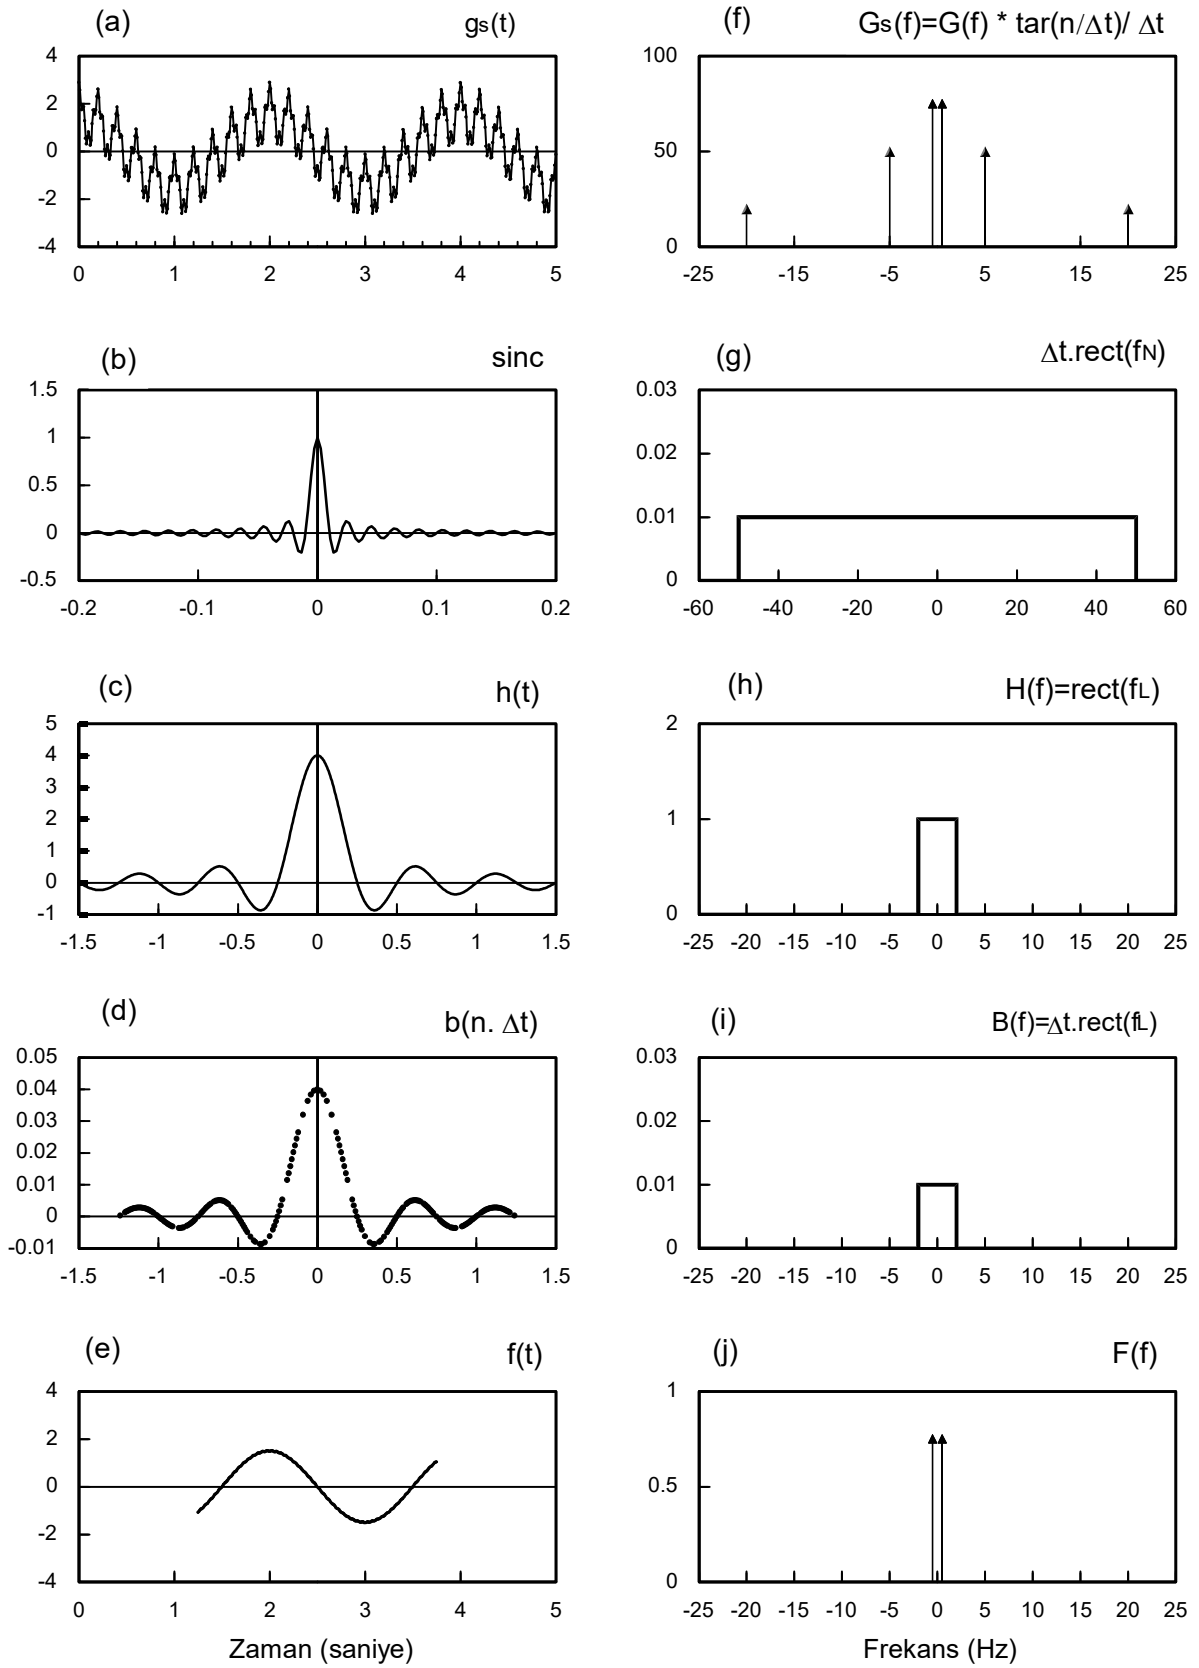 (a) gs(t)
4
2
0
-2
-4
0 1 2 3 4 5
(f) Gs(f)=G(f) * tar(n/Δt)/ Δt
100
50
0
-25 -15 -5 5 15 25
(b) sinc
1.5
1
0.5
0
-0.5
-0.2 -0.1 0 0.1 0.2
(g) Δt.rect(fN)
0.03
0.02
0.01
0
-60 -40 -20 0 20 40 60
(c) h(t)
5
4
3
2
1
0
-1
-1.5 -1 -0.5 0 0.5 1 1.5
(h) H(f)=rect(fL)
2
1
0
-25 -20 -15 -10 -5 0 5 10 15 20 25
(d) b(n. Δt)
0.05
0.04
0.03
0.02
0.01
0
-0.01
-1.5 -1 -0.5 0 0.5 1 1.5
(i) B(f)=Δt.rect(fL)
0.03
0.02
0.01
0
-25 -20 -15 -10 -5 0 5 10 15 20 25
(e) f(t)
4
2
0
-2
-4
0 1 2 3 4 5
Zaman (saniye)
(j) F(f)
1
0.5
0
-25 -20 -15 -10 -5 0 5 10 15 20 25
Frekans (Hz)